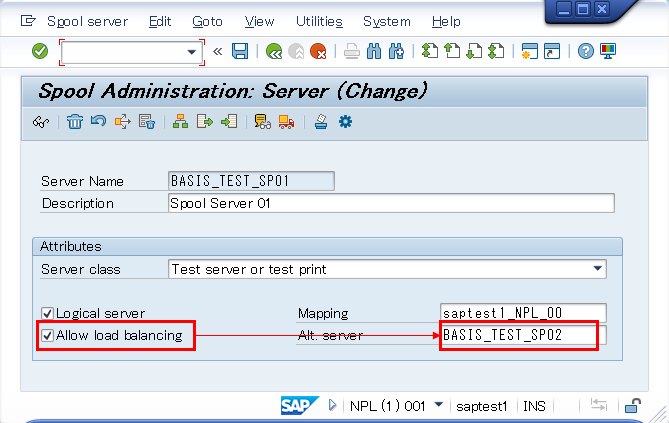 Spool server Edit Goto View Utilities System Help
Spool Administration: Server (Change)
Server Name BASIS_TEST_SP01
Description Spool Server 01
Attributes
Server class Test server or test print
Logical server Mapping saptest1_NPL_00
Allow load balancing Alt. server BASIS_TEST_SP02
SAP NPL (1) 001 saptest1 INS